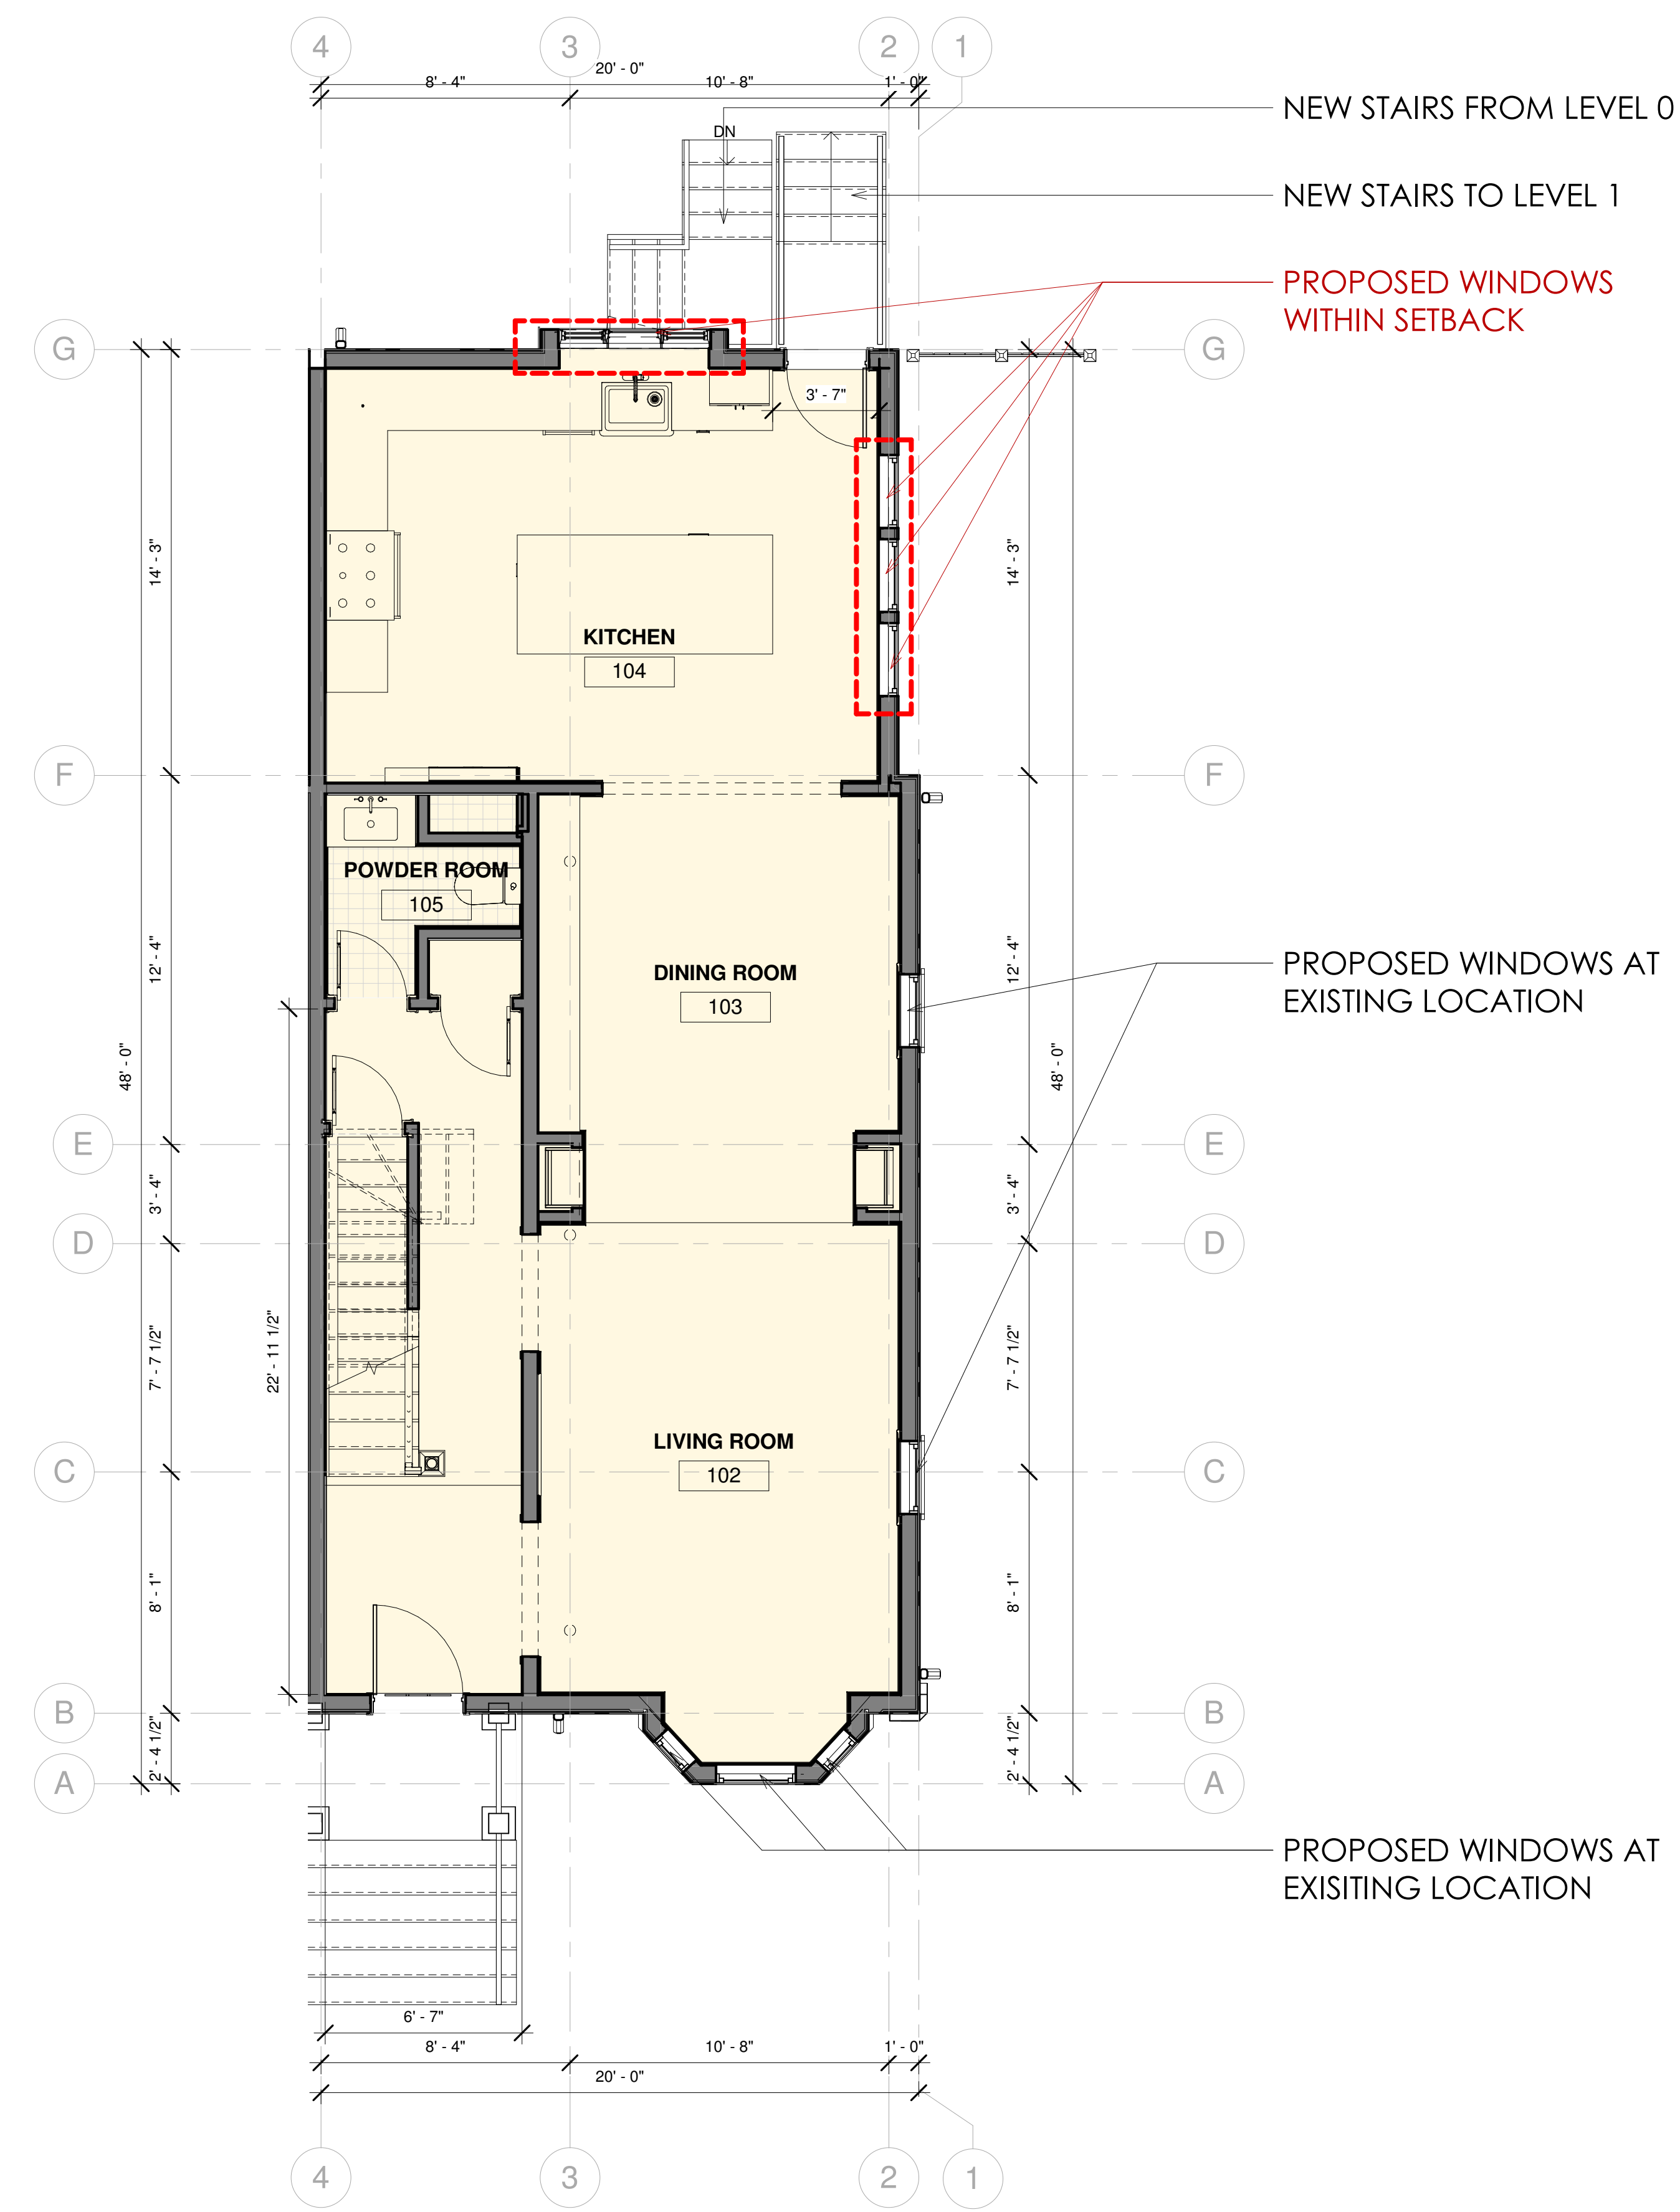 4
3
2
1
20' - 0"
8' - 4"
10' - 8"
1' - 0"
NEW STAIRS FROM LEVEL 0
DN
NEW STAIRS TO LEVEL 1
PROPOSED WINDOWS
WITHIN SETBACK
G
G
3' - 7"
14' - 3"
14' - 3"
KITCHEN
104
F
F
POWDER ROOM
105
12' - 4"
12' - 4"
DINING ROOM
103
PROPOSED WINDOWS AT
EXISTING LOCATION
48' - 0"
48' - 0"
E
E
3' - 4"
3' - 4"
D
D
22' - 11 1/2"
7' - 7 1/2"
7' - 7 1/2"
LIVING ROOM
102
C
C
8' - 1"
8' - 1"
B
B
2' - 4 1/2"
2' - 4 1/2"
A
A
PROPOSED WINDOWS AT
EXISITING LOCATION
6' - 7"
8' - 4"
10' - 8"
1' - 0"
20' - 0"
4
3
2
1